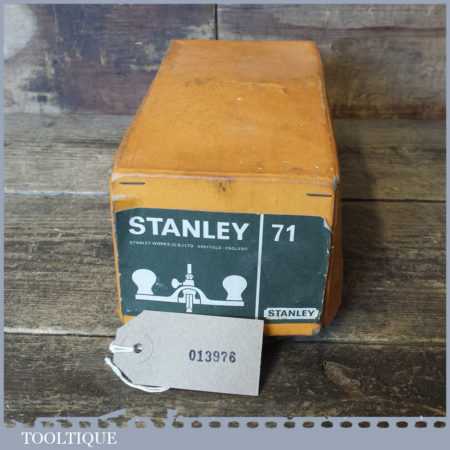 STANLEY 71
STANLEY WORKS (G.B.) LTD SHEFFIELD ENGLAND
STANLEY
013976
TOOLTIQUE